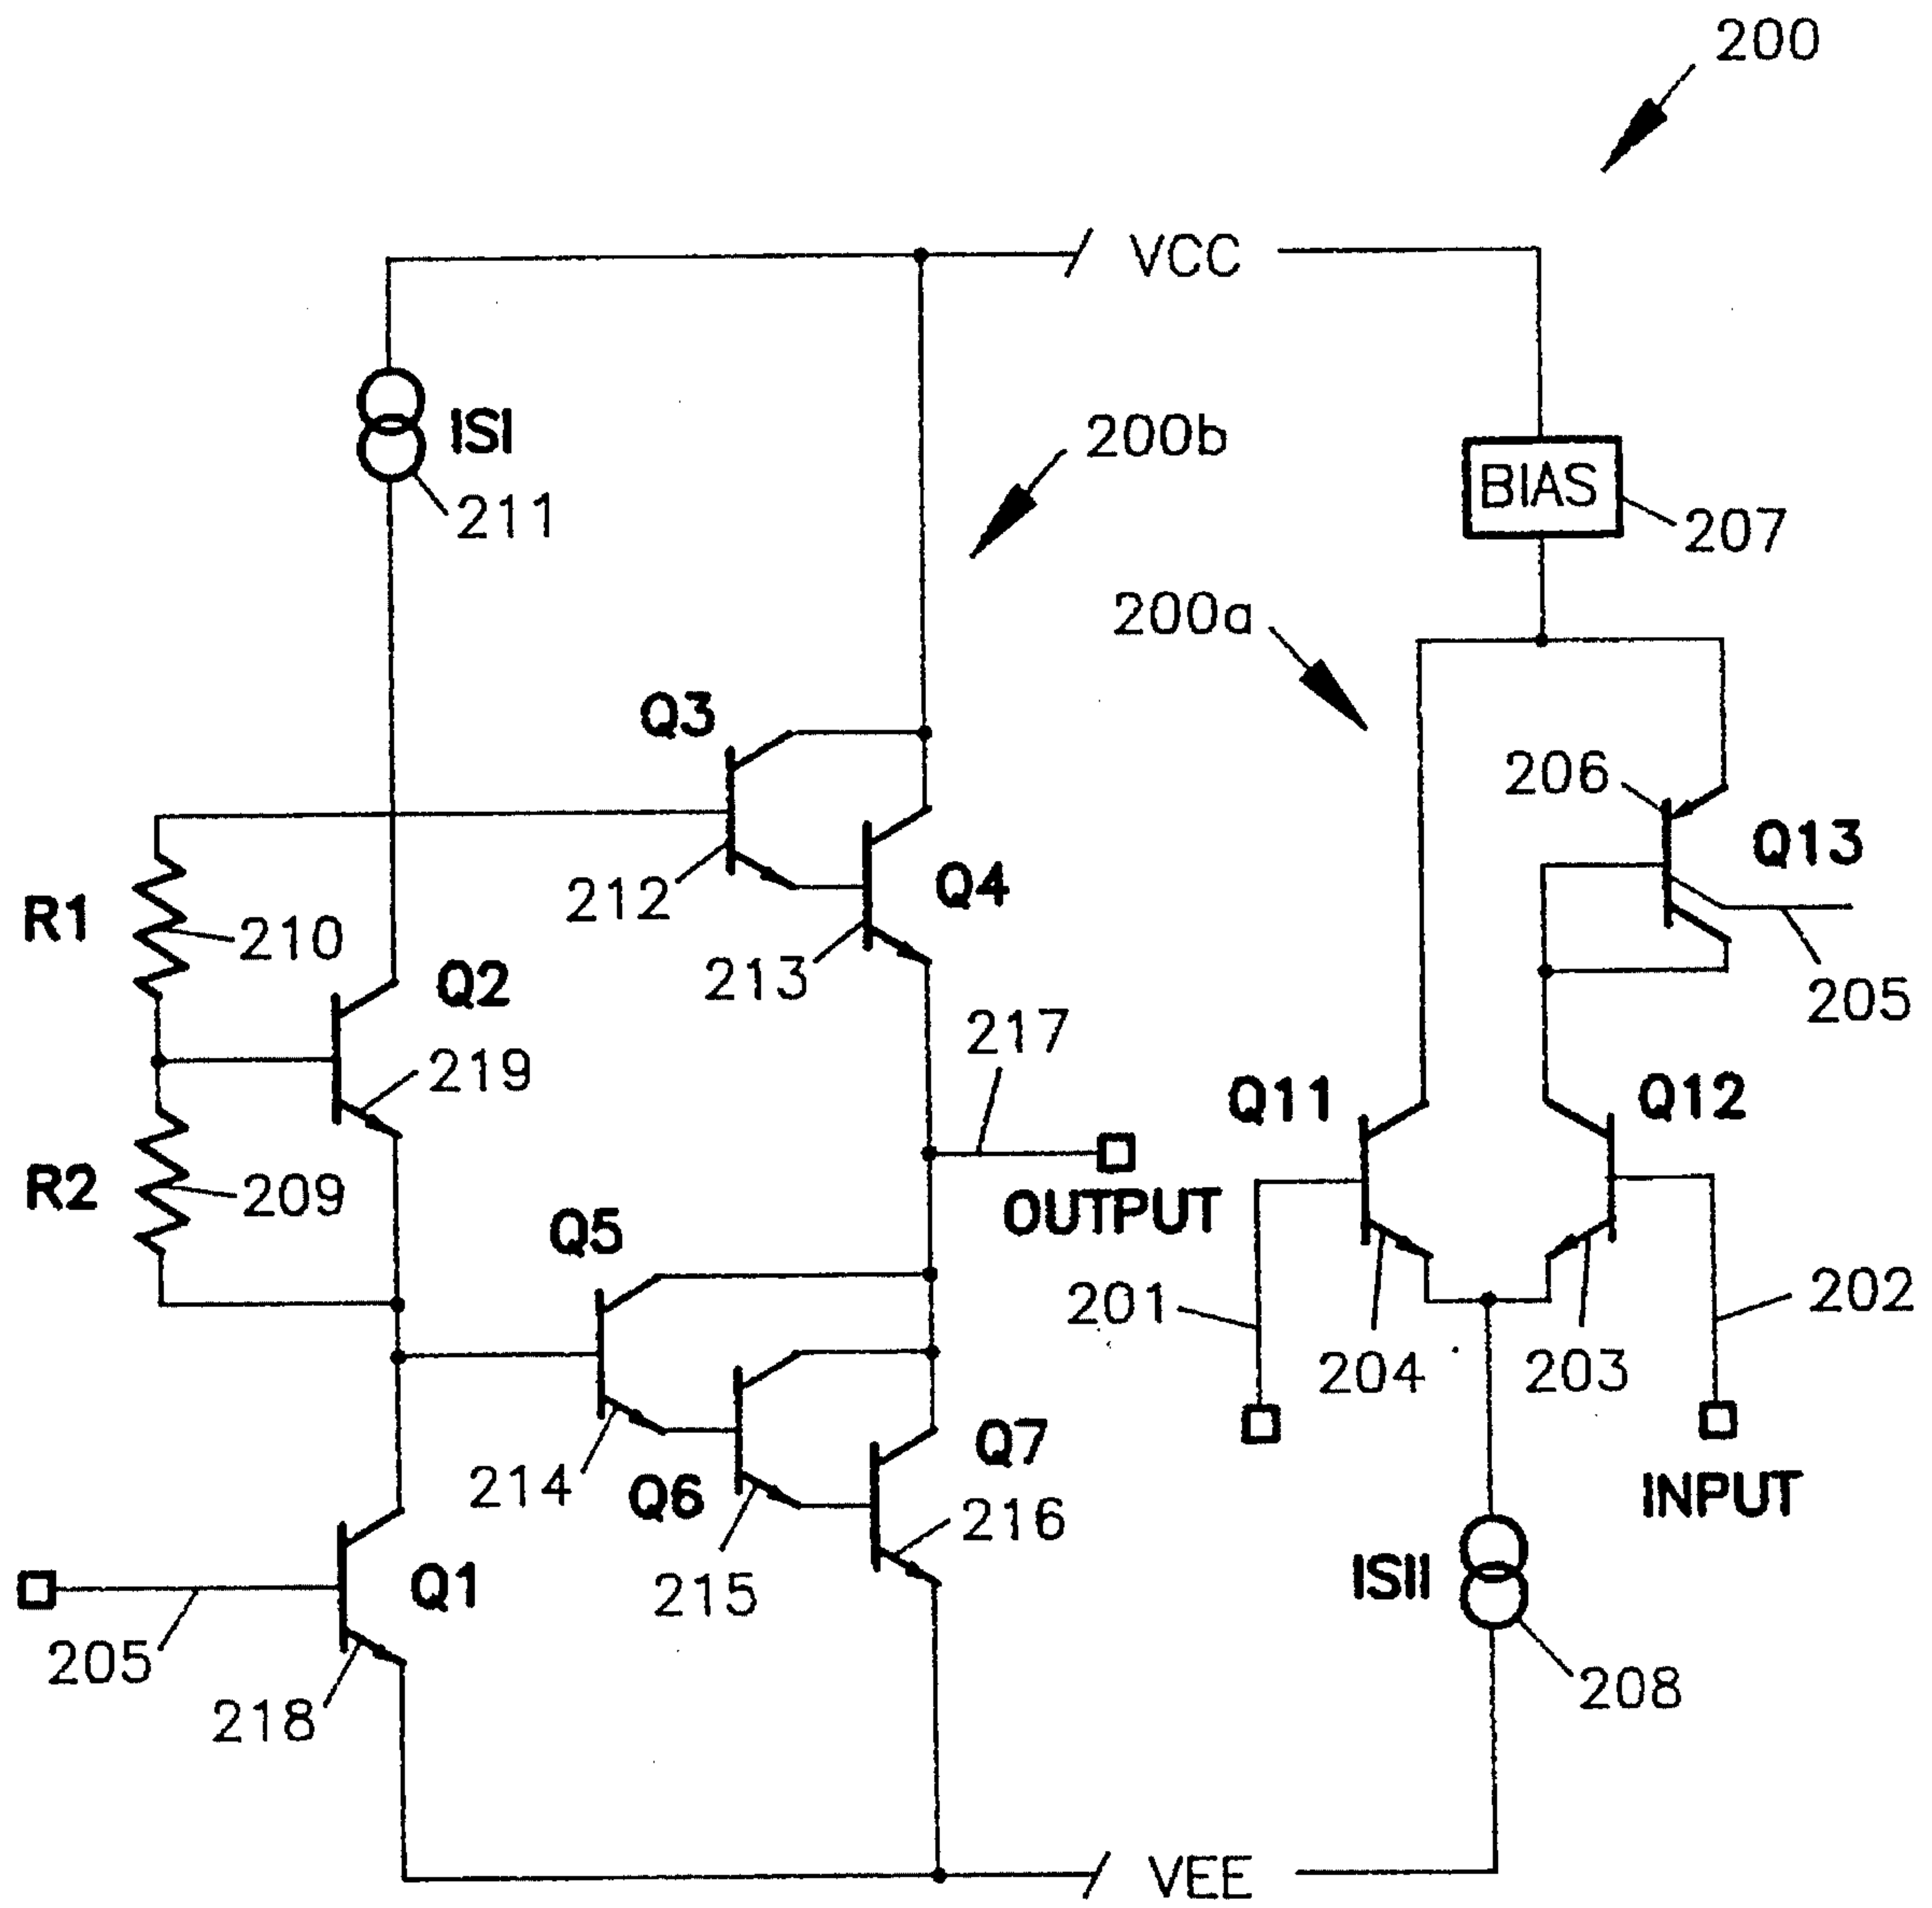 200
VCC
ISI
200b
211
BIAS
207
200a
Q3
206
Q13
R1
210
212
Q4
213
205
Q2
217
219
Q11
Q12
R2
209
OUTPUT
Q5
201
202
204
203
214
Q6
Q7
216
INPUT
Q1
215
ISII
205
218
208
VEE